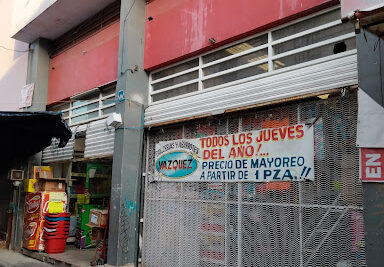 VAZQUEZ
TODOS LOS JUEVES
DEL AÑO!...
PRECIO DE MAYOREO
A PARTIR DE 1 PZA.!!
EN